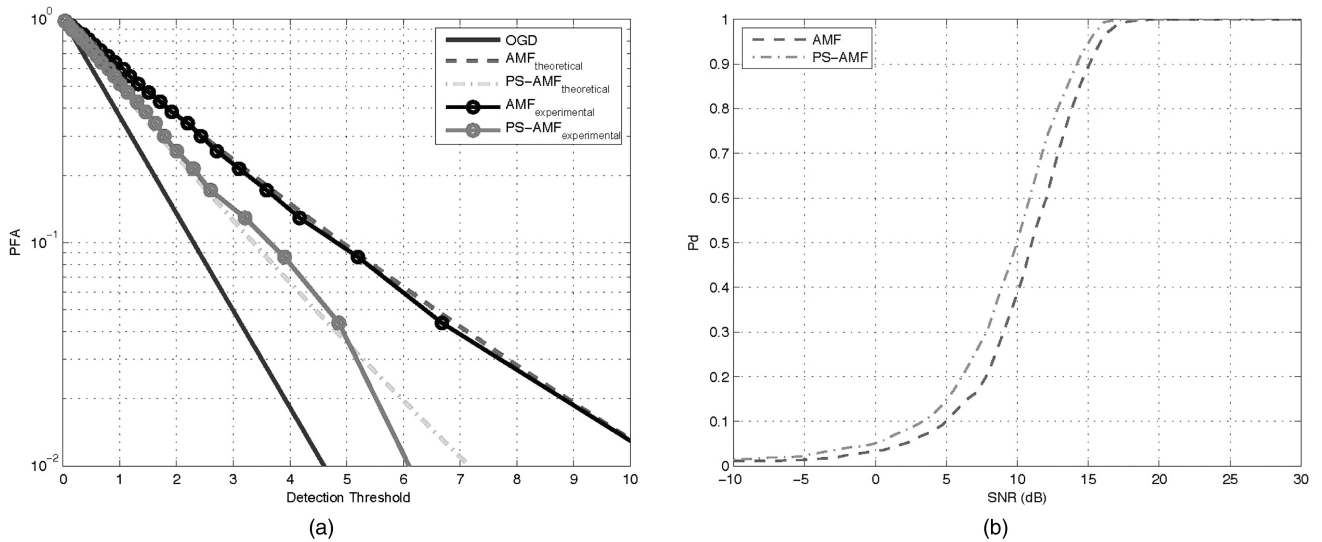 10^0
10^-1
10^-2
PFA
0 1 2 3 4 5 6 7 8 9 10
Detection Threshold
OGD
AMF_theoretical
PS-AMF_theoretical
AMF_experimental
PS-AMF_experimental
(a)
1
0.9
0.8
0.7
0.6
0.5
0.4
0.3
0.2
0.1
0
Pd
-10 -5 0 5 10 15 20 25 30
SNR (dB)
AMF
PS-AMF
(b)